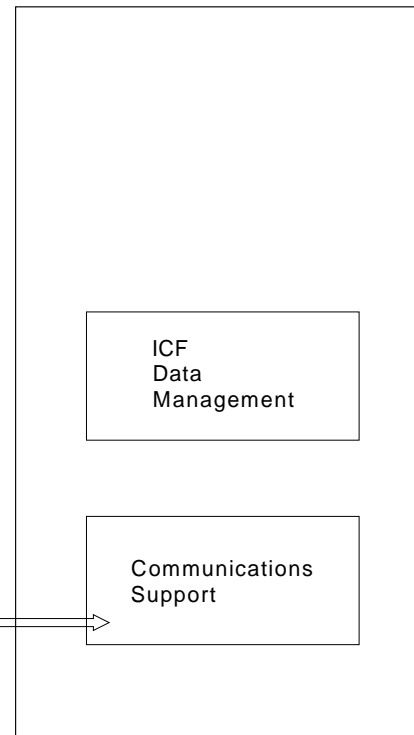 ICF
Data
Management
Communications
Support